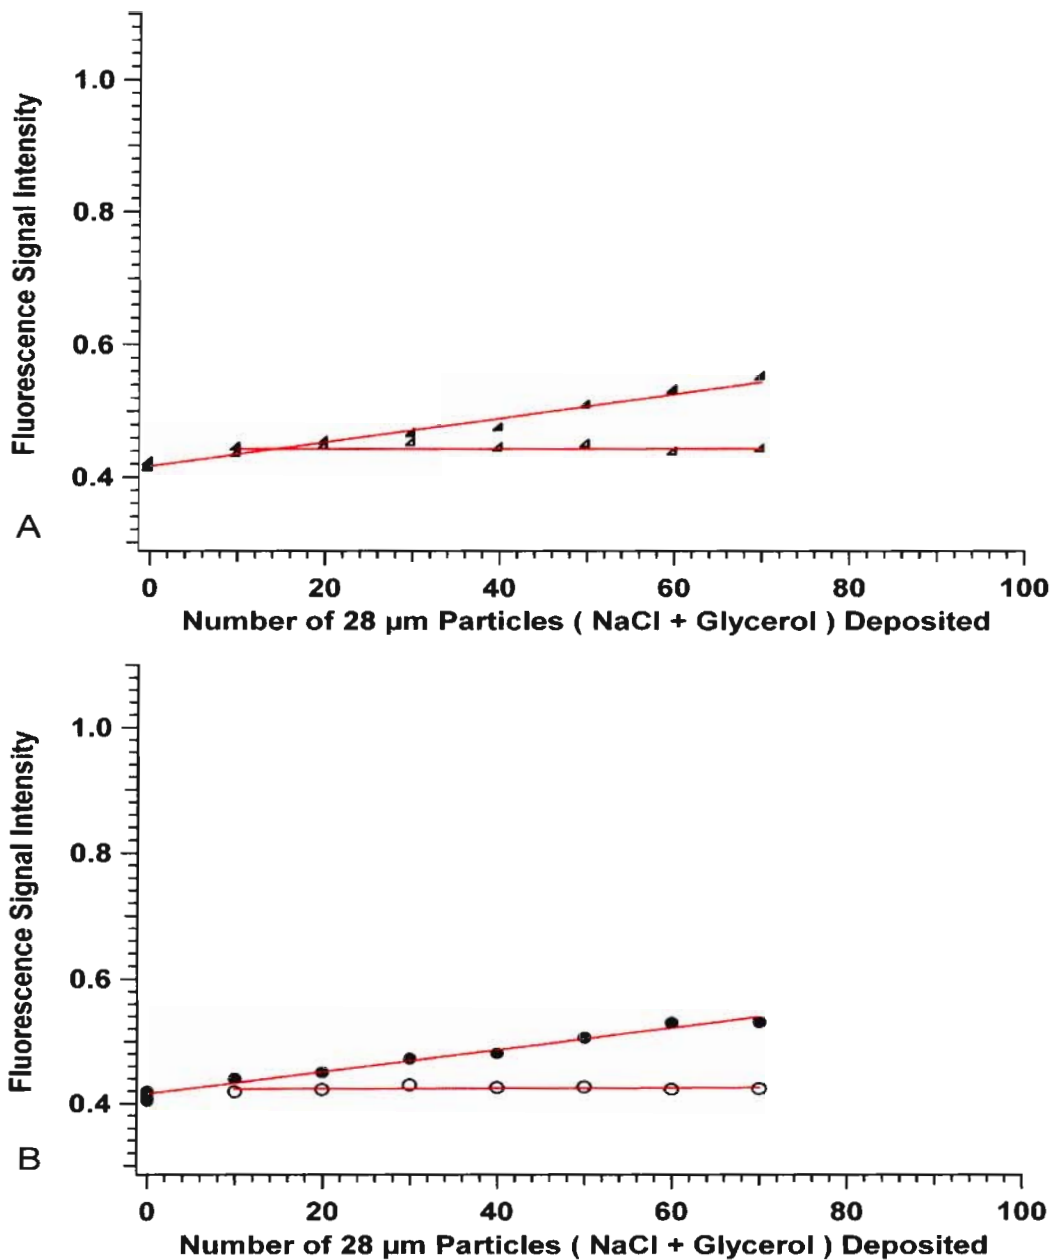 1.0
0.8
0.6
0.4
Fluorescence Signal Intensity
A
0 20 40 60 80 100
Number of 28 µm Particles ( NaCl + Glycerol ) Deposited
1.0
0.8
0.6
0.4
Fluorescence Signal Intensity
B
0 20 40 60 80 100
Number of 28 µm Particles ( NaCl + Glycerol ) Deposited